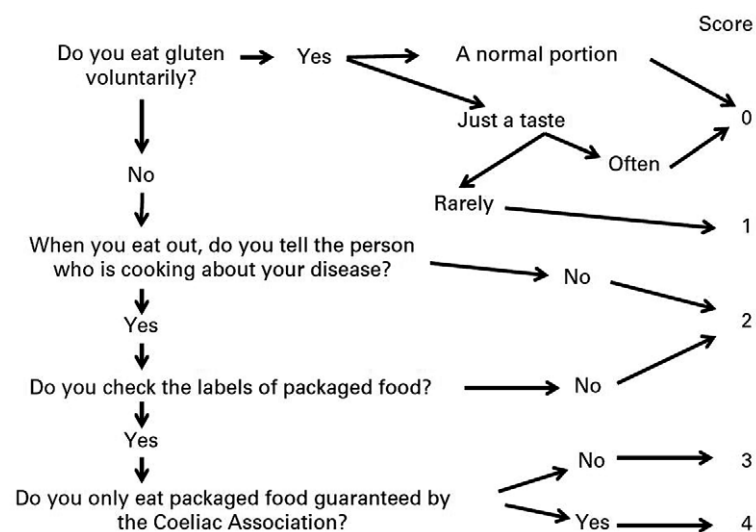 Score
Do you eat gluten
voluntarily?
Yes
A normal portion
0
Just a taste
Often
Rarely
1
No
When you eat out, do you tell the person
who is cooking about your disease?
No
2
Yes
Do you check the labels of packaged food?
No
Yes
No
3
Do you only eat packaged food guaranteed by
the Coeliac Association?
Yes
4